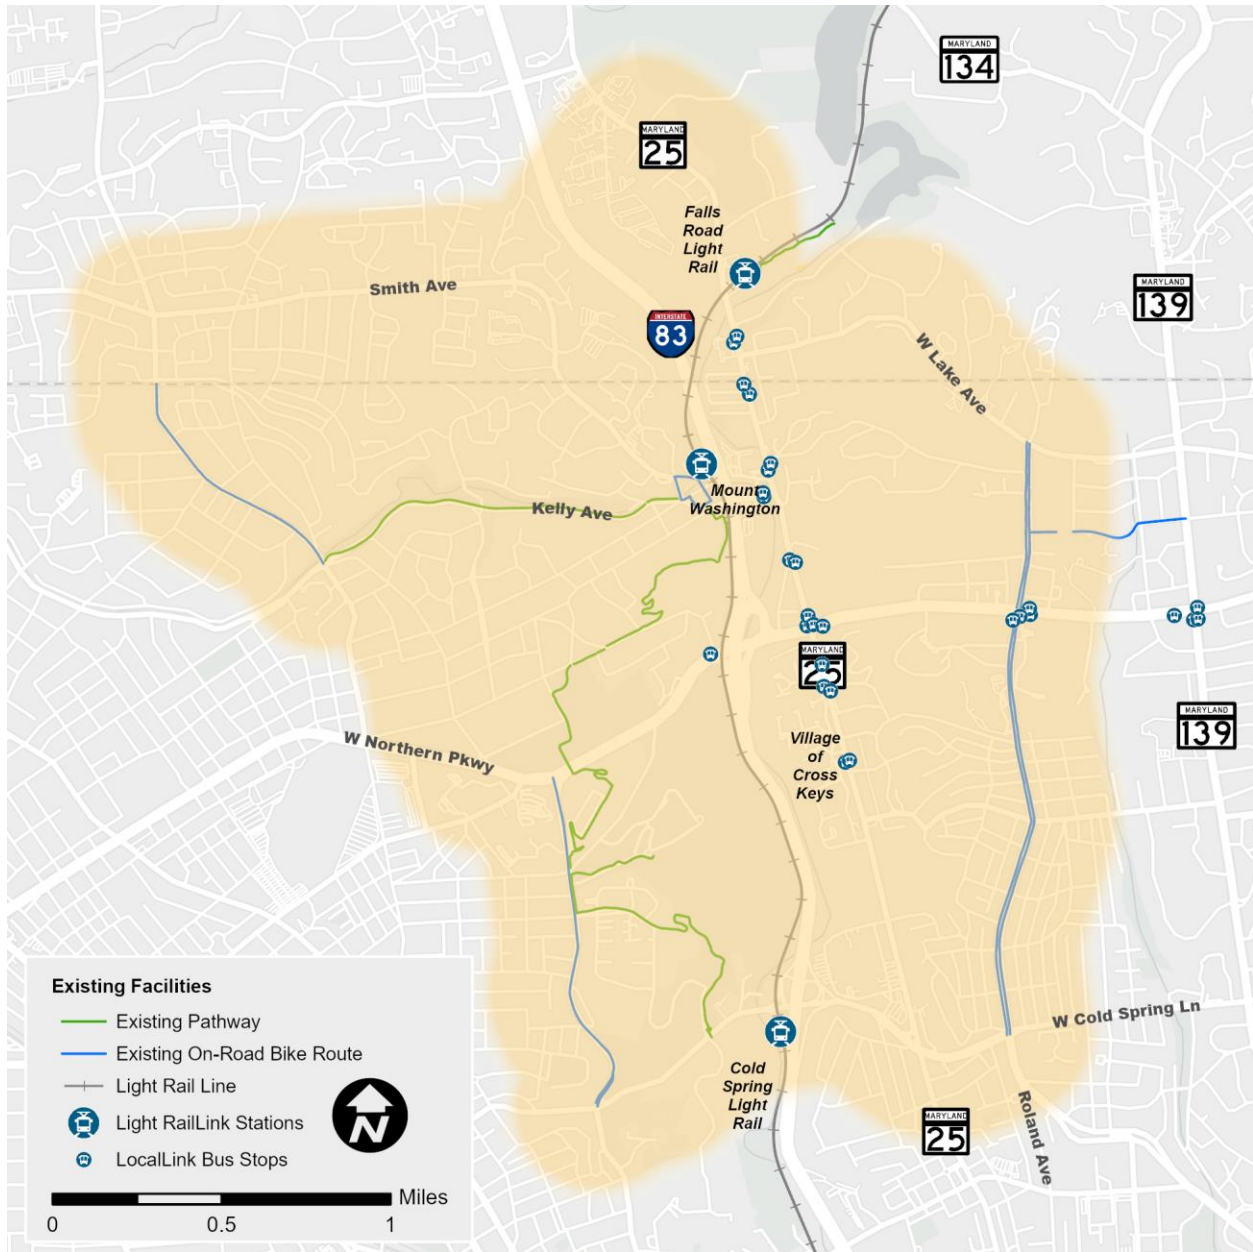 MARYLAND
134
MARYLAND
25
Falls
Road
Light
Rail
MARYLAND
139
Smith Ave
INTERSTATE
83
W Lake Ave
Mount
Washington
Kelly Ave
MARYLAND
25
MARYLAND
139
W Northern Pkwy
Village
of
Cross
Keys
Existing Facilities
Existing Pathway
Existing On-Road Bike Route
Light Rail Line
Light RailLink Stations
LocalLink Bus Stops
N
Miles
0
0.5
1
W Cold Spring Ln
Cold
Spring
Light
Rail
MARYLAND
25
Roland Ave